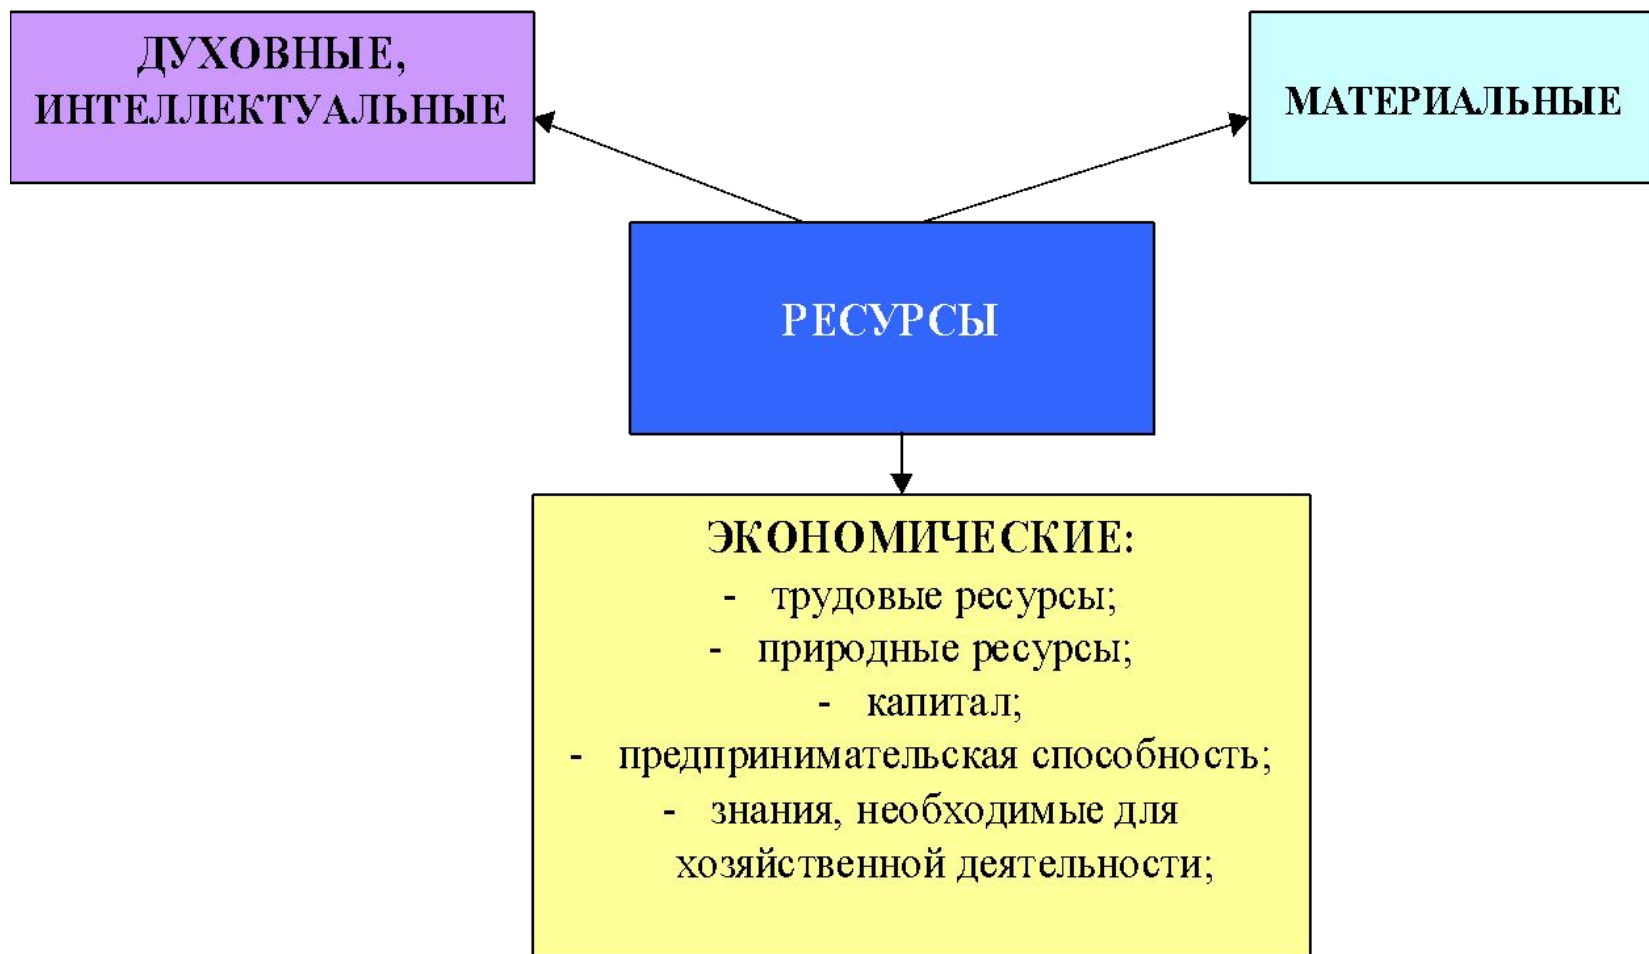 ДУХОВНЫЕ,
ИНТЕЛЛЕКТУАЛЬНЫЕ
МАТЕРИАЛЬНЫЕ
РЕСУРСЫ
ЭКОНОМИЧЕСКИЕ:
- трудовые ресурсы;
- природные ресурсы;
- капитал;
- предпринимательская способность;
- знания, необходимые для
хозяйственной деятельности;